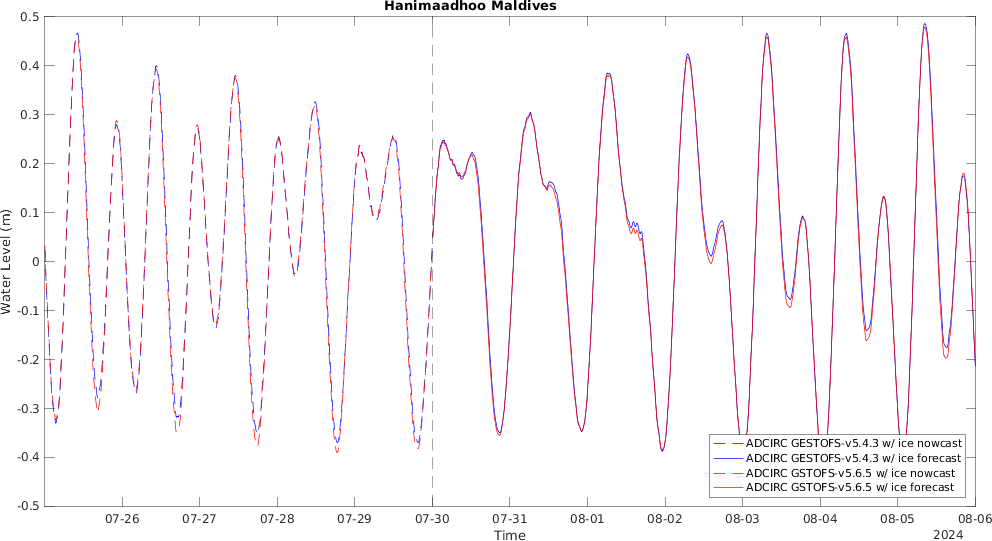 Hanimaadhoo Maldives
Water Level (m)
0.5
0.4
0.3
0.2
0.1
0
-0.1
-0.2
-0.3
-0.4
-0.5
ADCIRC GESTOFS-v5.4.3 w/ ice nowcast
ADCIRC GESTOFS-v5.4.3 w/ ice forecast
ADCIRC GSTOFS-v5.6.5 w/ ice nowcast
ADCIRC GSTOFS-v5.6.5 w/ ice forecast
07-26 07-27 07-28 07-29 07-30 07-31 08-01 08-02 08-03 08-04 08-05 08-06
Time
2024